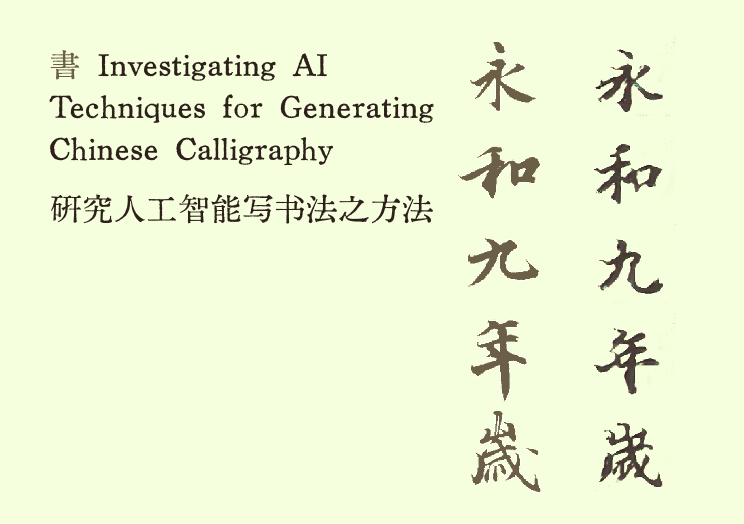 書 Investigating AI
Techniques for Generating
Chinese Calligraphy
研究人工智能写书法之方法
永和九年歲
永和九年歲